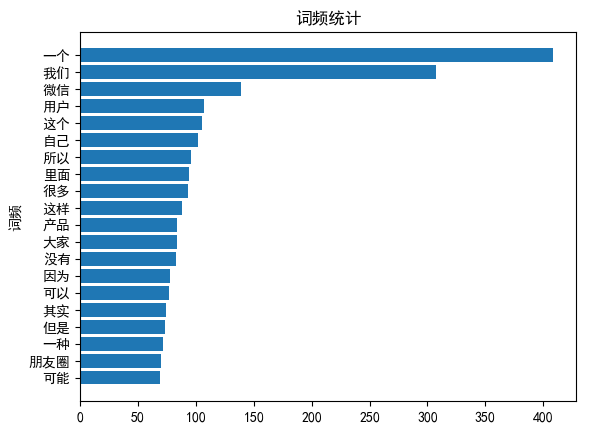 词频统计
词频
一个
我们
微信
用户
这个
自己
所以
里面
很多
这样
产品
大家
没有
因为
可以
其实
但是
一种
朋友圈
可能
0 50 100 150 200 250 300 350 400